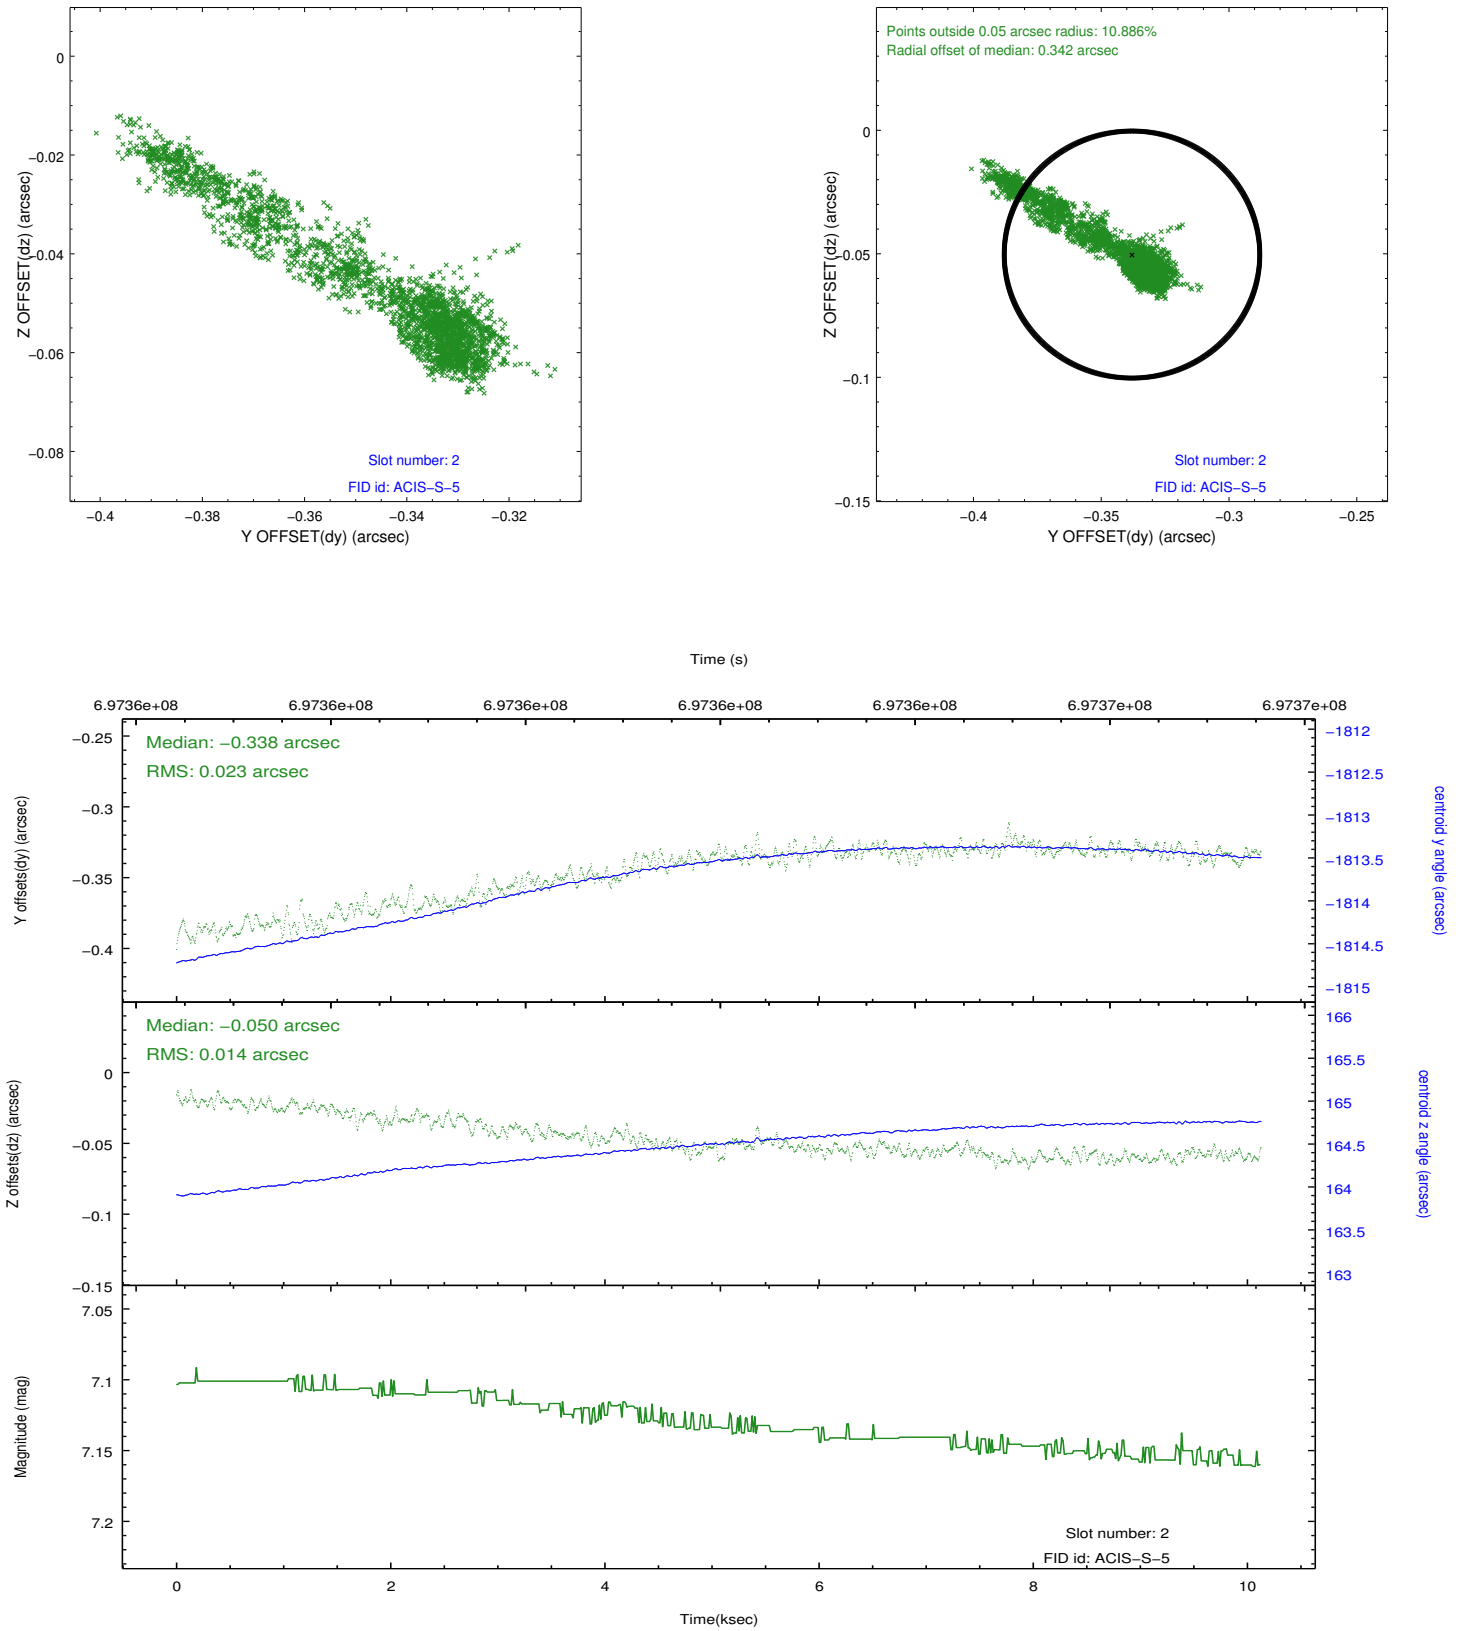 0
−0.02
−0.04
−0.06
−0.08
Z OFFSET(dz) (arcsec)
Slot number: 2
FID id: ACIS−S−5
−0.4
−0.38
−0.36
−0.34
−0.32
Y OFFSET(dy) (arcsec)
Points outside 0.05 arcsec radius: 10.886%
Radial offset of median: 0.342 arcsec
0
−0.05
−0.1
−0.15
Z OFFSET(dz) (arcsec)
Slot number: 2
FID id: ACIS−S−5
−0.4
−0.35
−0.3
−0.25
Y OFFSET(dy) (arcsec)
Time (s)
6.9736e+08
6.9736e+08
6.9736e+08
6.9736e+08
6.9736e+08
6.9737e+08
6.9737e+08
Median: −0.338 arcsec
RMS: 0.023 arcsec
−0.25
−0.3
−0.35
−0.4
Y offsets(dy) (arcsec)
−1812
−1812.5
−1813
−1813.5
−1814
−1814.5
−1815
centroid y angle (arcsec)
Median: −0.050 arcsec
RMS: 0.014 arcsec
0
−0.05
−0.1
−0.15
Z offsets(dz) (arcsec)
166
165.5
165
164.5
164
163.5
163
centroid z angle (arcsec)
7.05
7.1
7.15
7.2
Magnitude (mag)
Slot number: 2
FID id: ACIS−S−5
0
2
4
6
8
10
Time(ksec)